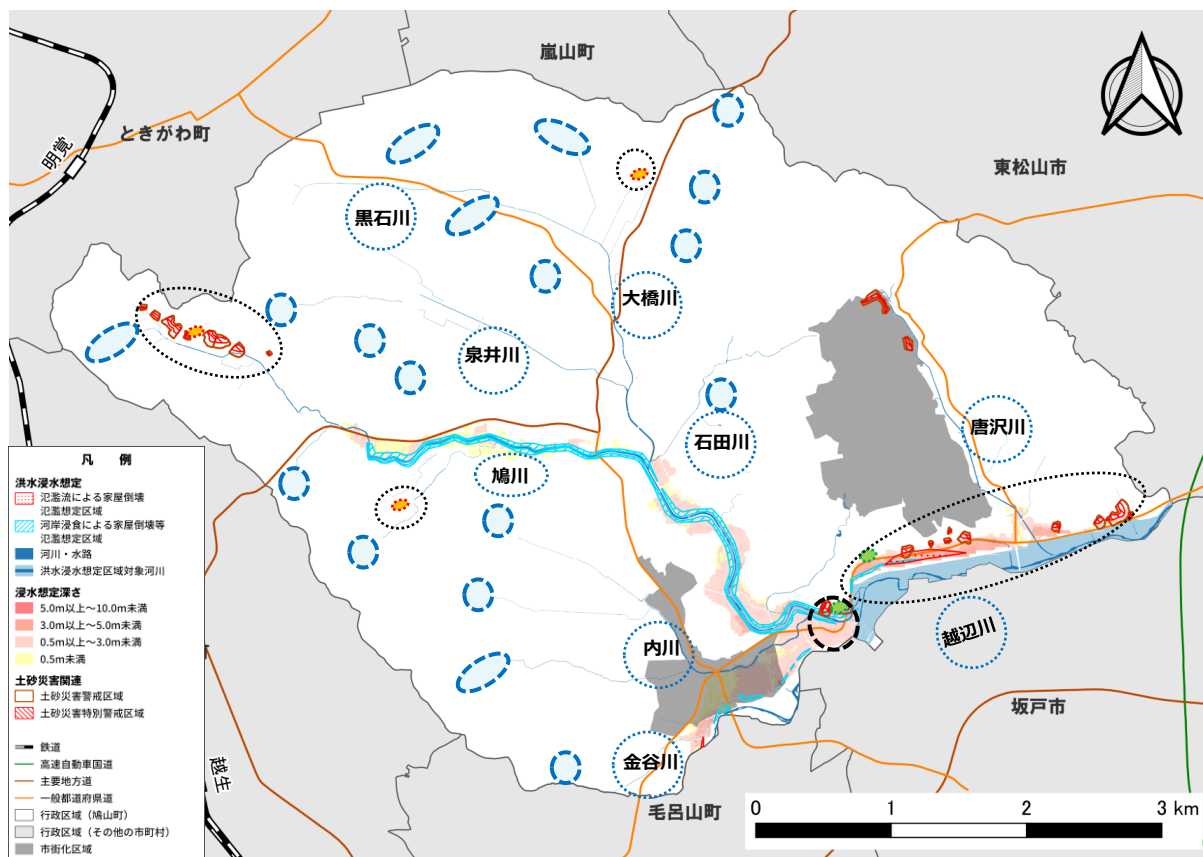 嵐山町
ときがわ町
明覚
東松山市
黒石川
大橋川
泉井川
石田川
唐沢川
鳩川
内川
越辺川
坂戸市
金谷川
毛呂山町
越生
凡 例
洪水浸水想定
氾濫流による家屋倒壊
氾濫想定区域
河岸浸食による家屋倒壊等
氾濫想定区域
河川・水路
洪水浸水想定区域対象河川
浸水想定深さ
5.0m以上～10.0m未満
3.0m以上～5.0m未満
0.5m以上～3.0m未満
0.5m未満
土砂災害関連
土砂災害警戒区域
土砂災害特別警戒区域
鉄道
高速自動車国道
主要地方道
一般都道府県道
行政区域（鳩山町）
行政区域（その他の市町村）
市街化区域
0 1 2 3 km